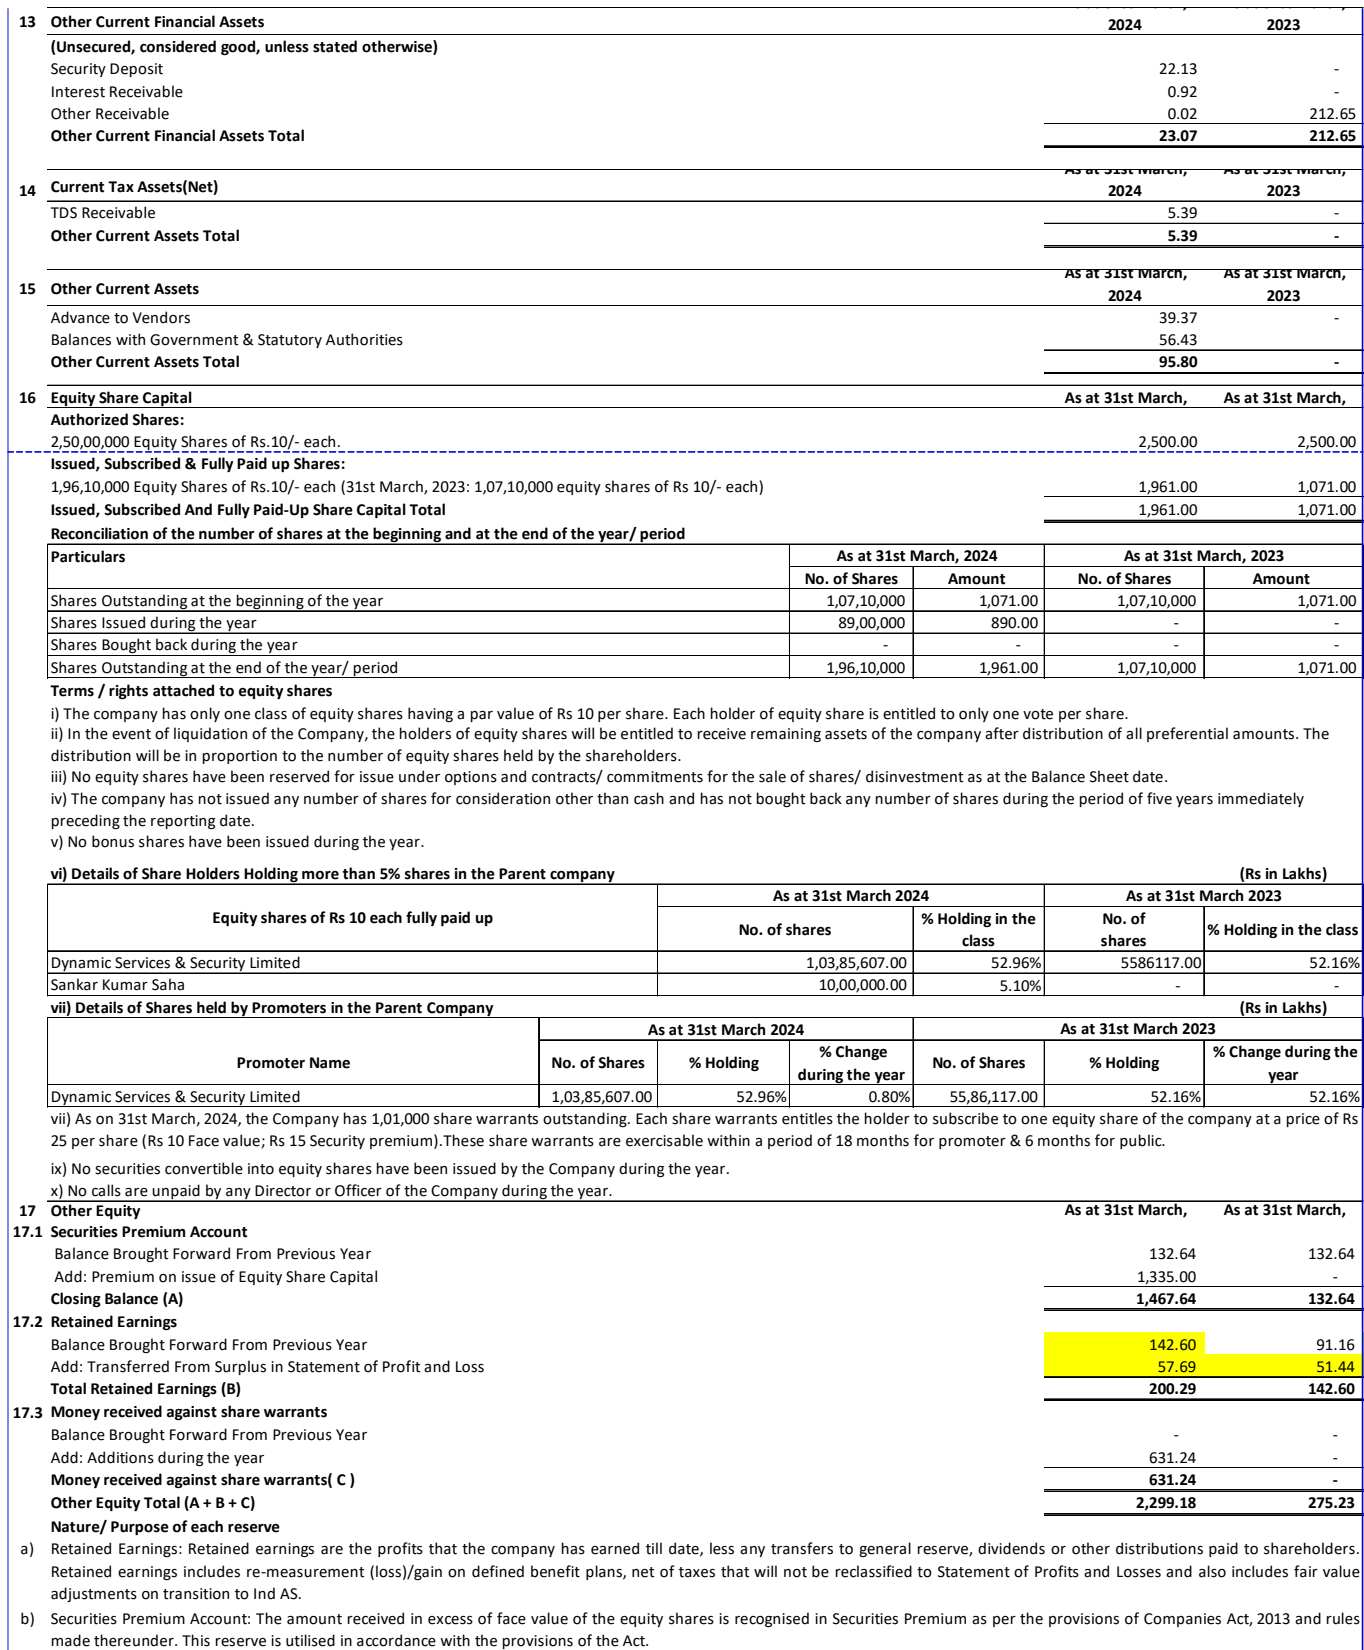 13 Other Current Financial Assets 2024 2023
(Unsecured, considered good, unless stated otherwise)
Security Deposit 22.13 -
Interest Receivable 0.92 -
Other Receivable 0.02 212.65
Other Current Financial Assets Total 23.07 212.65
As at 31st March, As at 31st March,
14 Current Tax Assets(Net) 2024 2023
TDS Receivable 5.39 -
Other Current Assets Total 5.39 -
As at 31st March, As at 31st March,
15 Other Current Assets 2024 2023
Advance to Vendors 39.37 -
Balances with Government & Statutory Authorities 56.43
Other Current Assets Total 95.80 -
16 Equity Share Capital As at 31st March, As at 31st March,
Authorized Shares:
2,50,00,000 Equity Shares of Rs.10/- each. 2,500.00 2,500.00
Issued, Subscribed & Fully Paid up Shares:
1,96,10,000 Equity Shares of Rs.10/- each (31st March, 2023: 1,07,10,000 equity shares of Rs 10/- each) 1,961.00 1,071.00
Issued, Subscribed And Fully Paid-Up Share Capital Total 1,961.00 1,071.00
Reconciliation of the number of shares at the beginning and at the end of the year/ period
Particulars As at 31st March, 2024 As at 31st March, 2023
No. of Shares Amount No. of Shares Amount
Shares Outstanding at the beginning of the year 1,07,10,000 1,071.00 1,07,10,000 1,071.00
Shares Issued during the year 89,00,000 890.00 - -
Shares Bought back during the year - - - -
Shares Outstanding at the end of the year/ period 1,96,10,000 1,961.00 1,07,10,000 1,071.00
Terms / rights attached to equity shares
i) The company has only one class of equity shares having a par value of Rs 10 per share. Each holder of equity share is entitled to only one vote per share.
ii) In the event of liquidation of the Company, the holders of equity shares will be entitled to receive remaining assets of the company after distribution of all preferential amounts. The
distribution will be in proportion to the number of equity shares held by the shareholders.
iii) No equity shares have been reserved for issue under options and contracts/ commitments for the sale of shares/ disinvestment as at the Balance Sheet date.
iv) The company has not issued any number of shares for consideration other than cash and has not bought back any number of shares during the period of five years immediately
preceding the reporting date.
v) No bonus shares have been issued during the year.
vi) Details of Share Holders Holding more than 5% shares in the Parent company (Rs in Lakhs)
As at 31st March 2024 As at 31st March 2023
Equity shares of Rs 10 each fully paid up No. of shares % Holding in the class No. of shares % Holding in the class
Dynamic Services & Security Limited 1,03,85,607.00 52.96% 5586117.00 52.16%
Sankar Kumar Saha 10,00,000.00 5.10% - -
vii) Details of Shares held by Promoters in the Parent Company (Rs in Lakhs)
As at 31st March 2024 As at 31st March 2023
Promoter Name No. of Shares % Holding % Change during the year No. of Shares % Holding % Change during the year
Dynamic Services & Security Limited 1,03,85,607.00 52.96% 0.80% 55,86,117.00 52.16% 52.16%
vii) As on 31st March, 2024, the Company has 1,01,000 share warrants outstanding. Each share warrants entitles the holder to subscribe to one equity share of the company at a price of Rs
25 per share (Rs 10 Face value; Rs 15 Security premium).These share warrants are exercisable within a period of 18 months for promoter & 6 months for public.
ix) No securities convertible into equity shares have been issued by the Company during the year.
x) No calls are unpaid by any Director or Officer of the Company during the year.
17 Other Equity As at 31st March, As at 31st March,
17.1 Securities Premium Account
Balance Brought Forward From Previous Year 132.64 132.64
Add: Premium on issue of Equity Share Capital 1,335.00 -
Closing Balance (A) 1,467.64 132.64
17.2 Retained Earnings
Balance Brought Forward From Previous Year 142.60 91.16
Add: Transferred From Surplus in Statement of Profit and Loss 57.69 51.44
Total Retained Earnings (B) 200.29 142.60
17.3 Money received against share warrants
Balance Brought Forward From Previous Year - -
Add: Additions during the year 631.24 -
Money received against share warrants( C ) 631.24 -
Other Equity Total (A + B + C) 2,299.18 275.23
Nature/ Purpose of each reserve
a) Retained Earnings: Retained earnings are the profits that the company has earned till date, less any transfers to general reserve, dividends or other distributions paid to shareholders.
Retained earnings includes re-measurement (loss)/gain on defined benefit plans, net of taxes that will not be reclassified to Statement of Profits and Losses and also includes fair value
adjustments on transition to Ind AS.
b) Securities Premium Account: The amount received in excess of face value of the equity shares is recognised in Securities Premium as per the provisions of Companies Act, 2013 and rules
made thereunder. This reserve is utilised in accordance with the provisions of the Act.